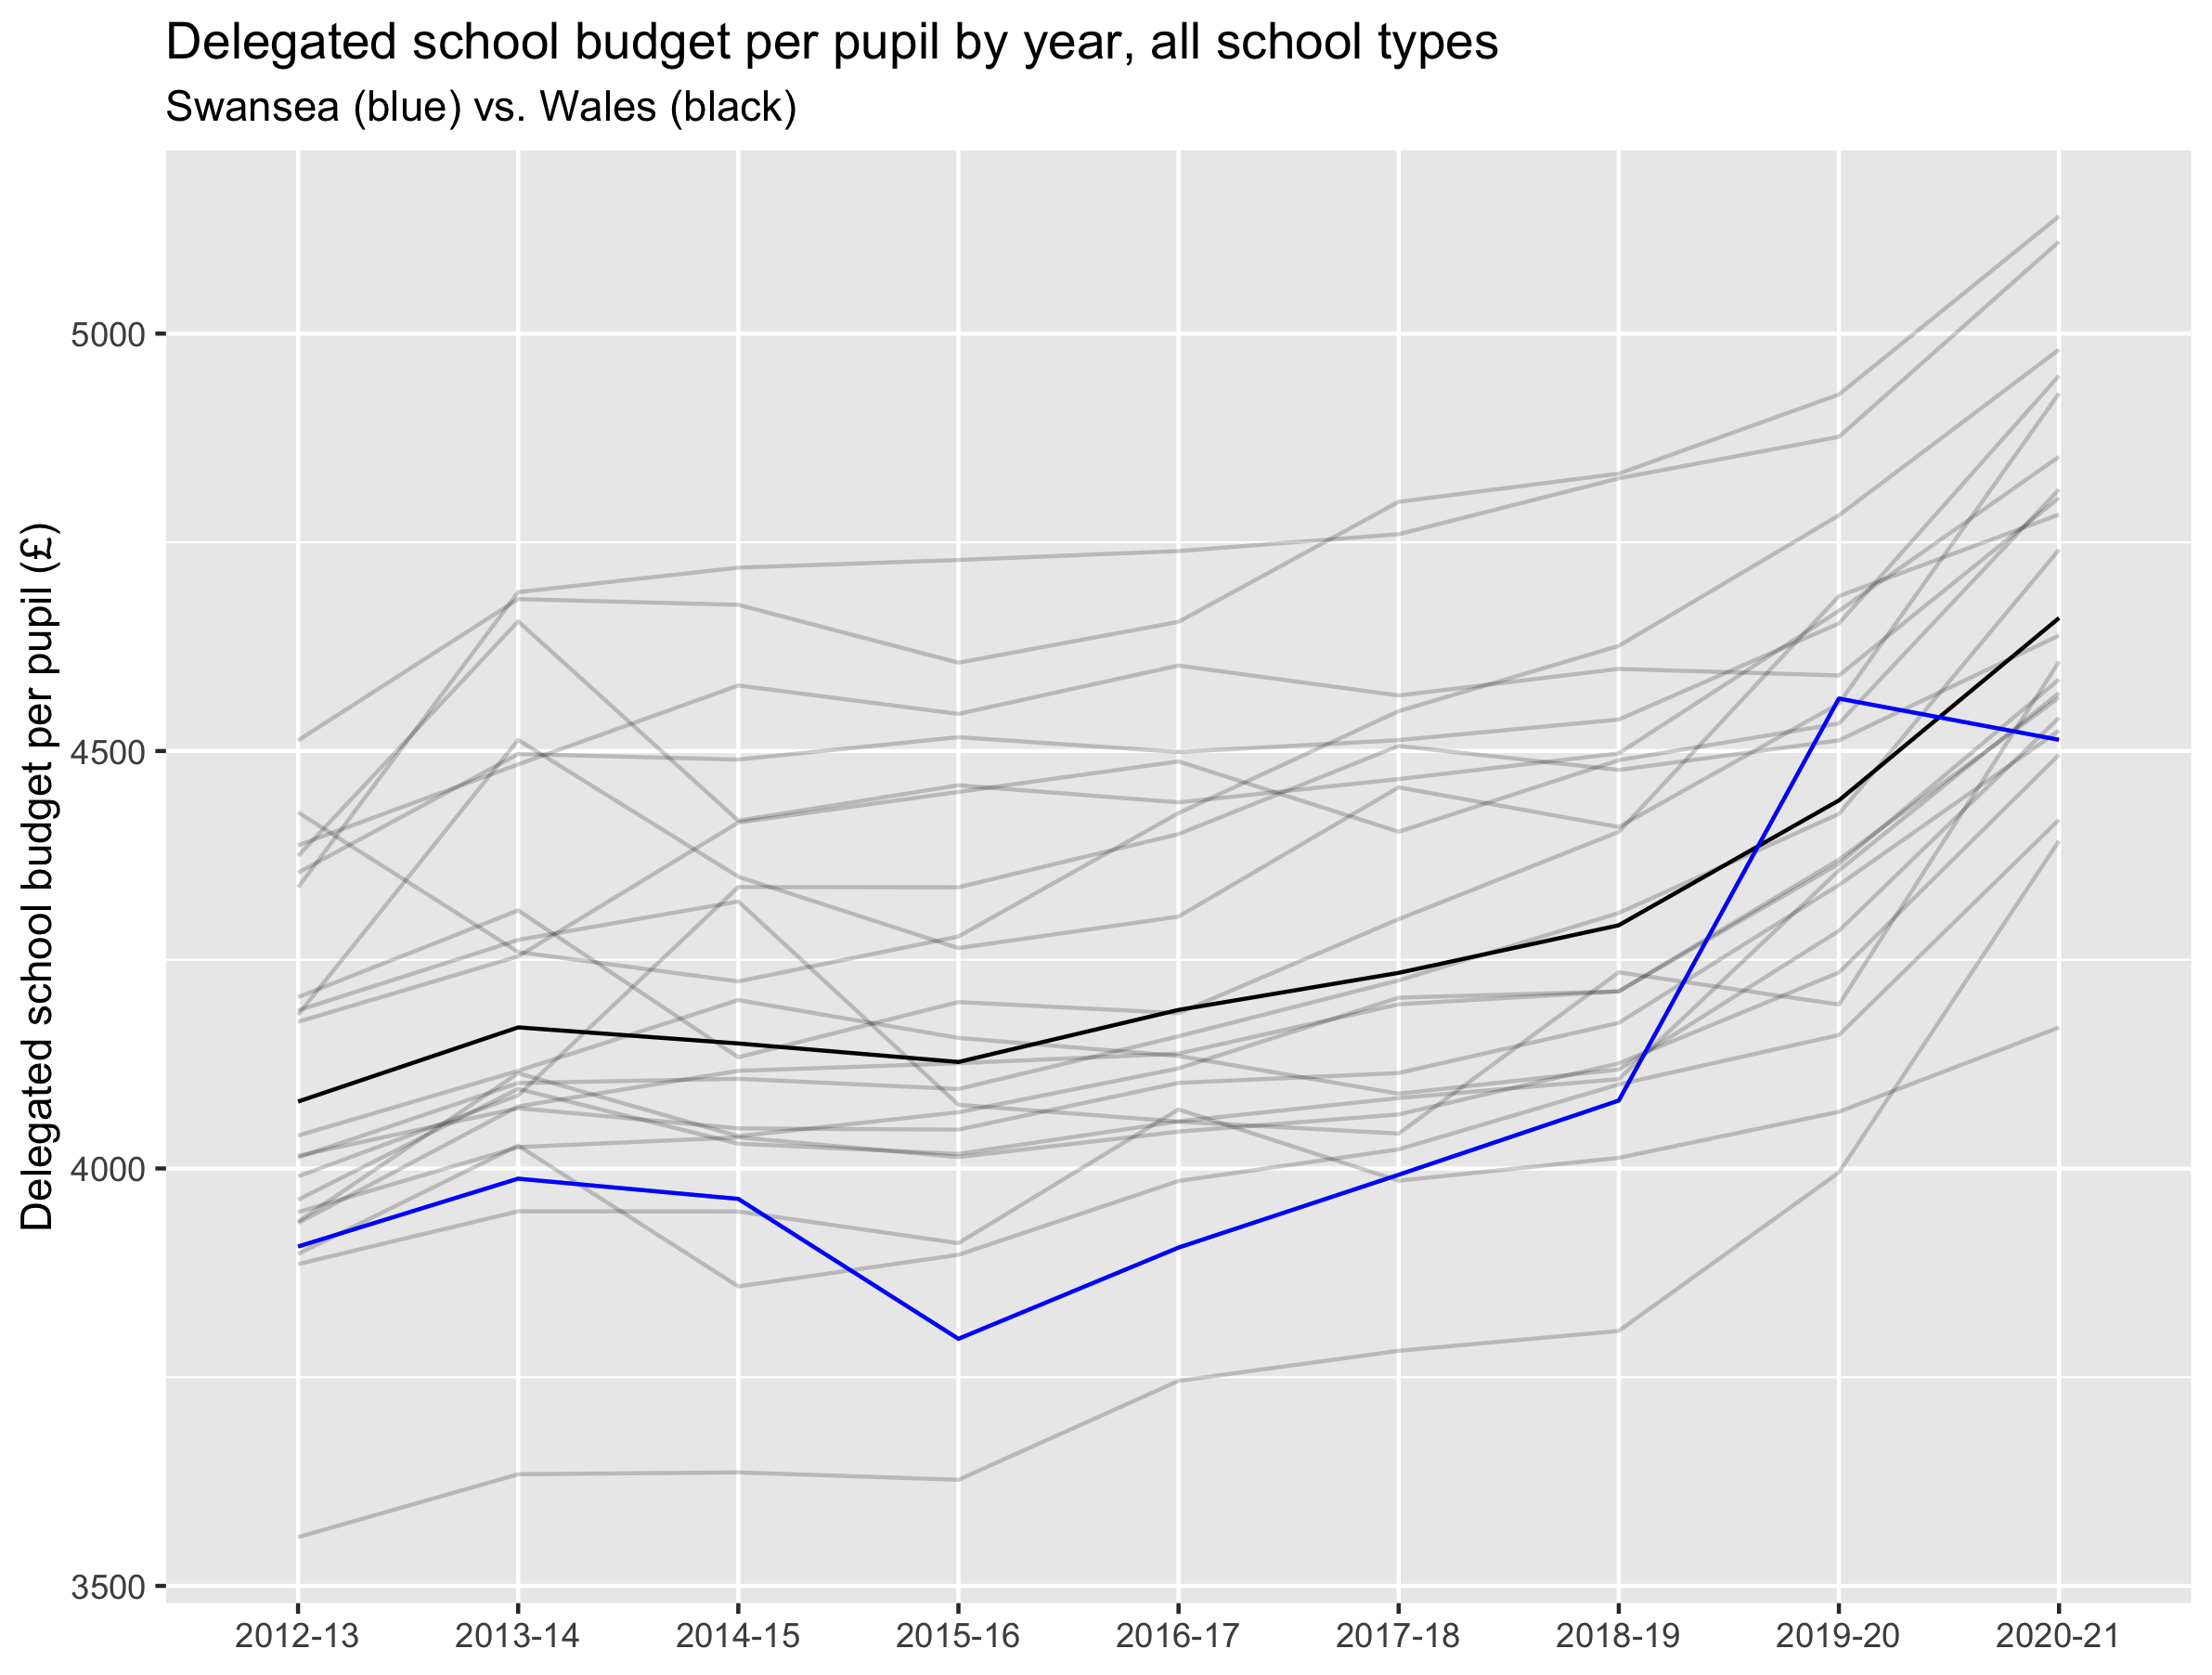 Delegated school budget per pupil by year, all school types
Swansea (blue) vs. Wales (black)
Delegated school budget per pupil (£)
5000
4500
4000
3500
2012-13 2013-14 2014-15 2015-16 2016-17 2017-18 2018-19 2019-20 2020-21